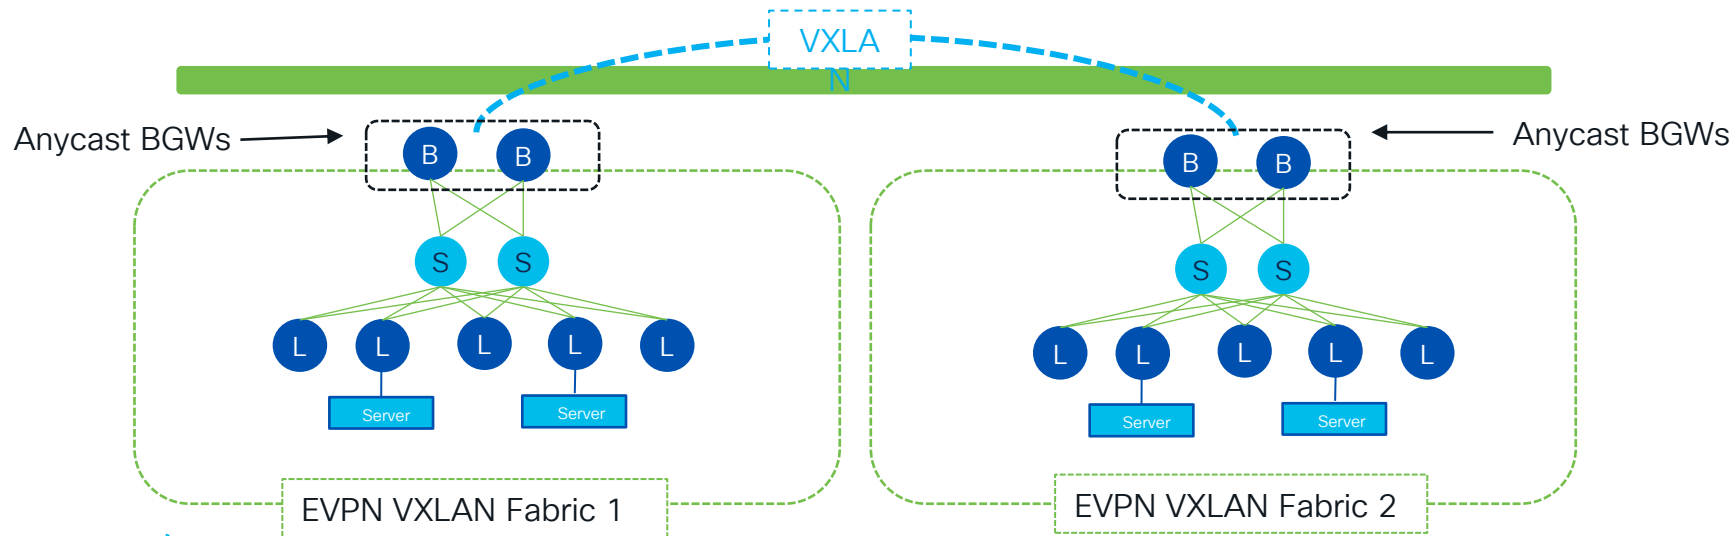 VXLA
N
Anycast BGWs
B
B
B
B
Anycast BGWs
S
S
S
S
L
L
L
L
L
L
L
L
L
L
Server
Server
Server
Server
EVPN VXLAN Fabric 1
EVPN VXLAN Fabric 2